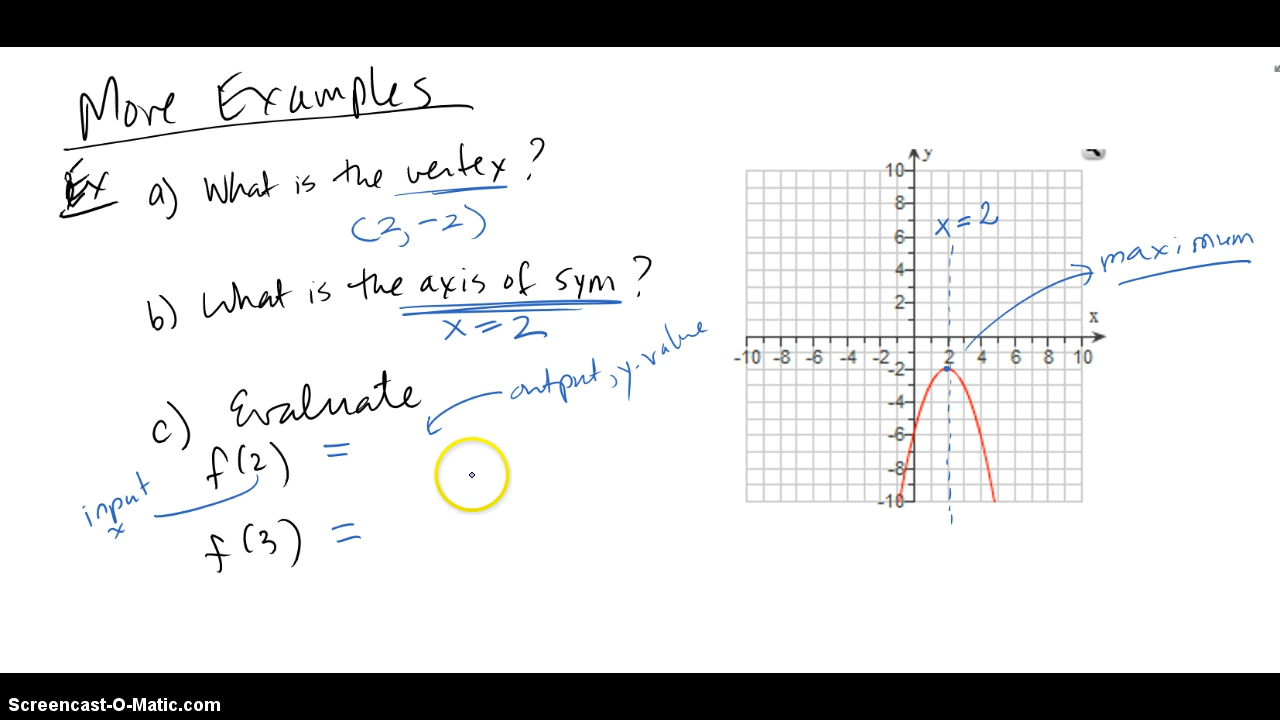 More Examples
Ex a) What is the vertex?
(2,-2)
b) What is the axis of sym?
x = 2
c) Evaluate
output, y-value
f(2) =
input
x
f(3) =
y
x = 2
maximum
x
10
8
6
4
2
-10 -8 -6 -4 -2 2 4 6 8 10
-2
-4
-6
-8
-10
Screencast-O-Matic.com